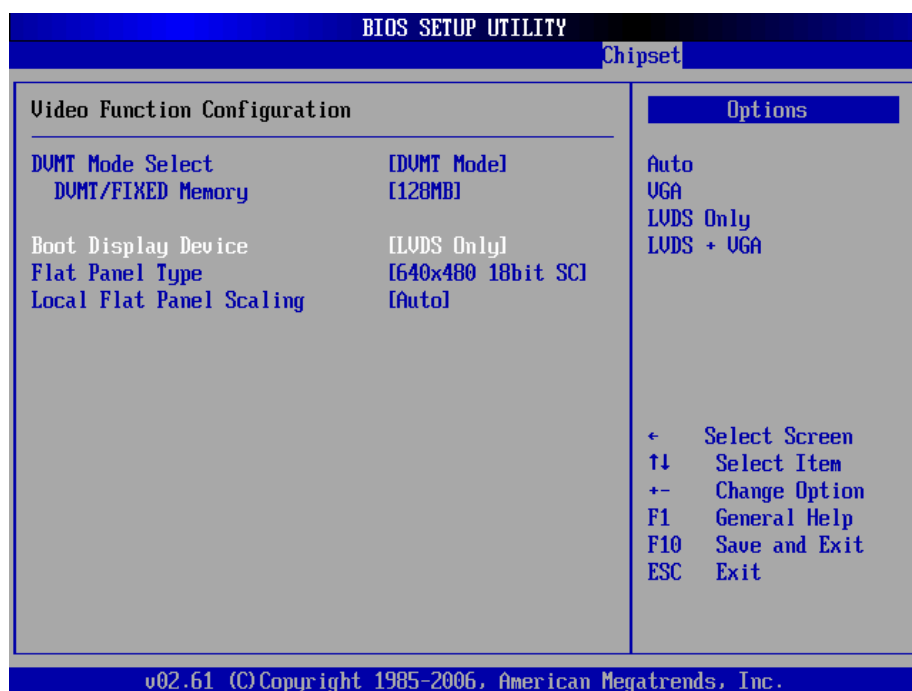 BIOS SETUP UTILITY
Chipset
Video Function Configuration
DVMT Mode Select [DVMT Mode]
DVMT/FIXED Memory [128MB]
Boot Display Device [LVDS Only]
Flat Panel Type [640x480 18bit SC]
Local Flat Panel Scaling [Auto]
Options
Auto
VGA
LVDS Only
LVDS + VGA
← Select Screen
↑↓ Select Item
+- Change Option
F1 General Help
F10 Save and Exit
ESC Exit
v02.61 (C)Copyright 1985-2006, American Megatrends, Inc.